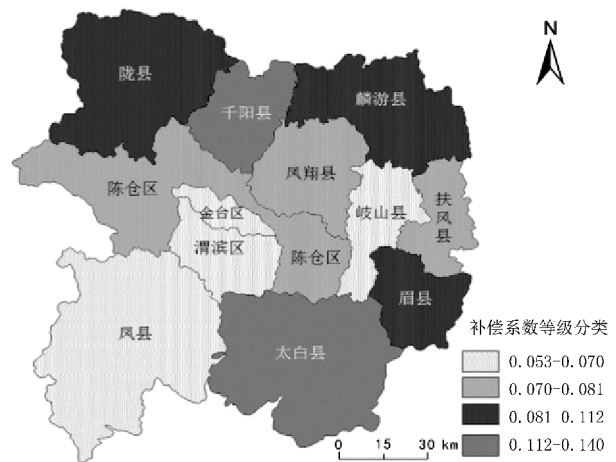 N
陇县
千阳县
麟游县
陈仓区
凤翔县
岐山县
扶风县
金台区
渭滨区
陈仓区
眉县
凤县
太白县
补偿系数等级分类
0.053-0.070
0.070-0.081
0.081 0.112
0.112-0.140
0 15 30 km